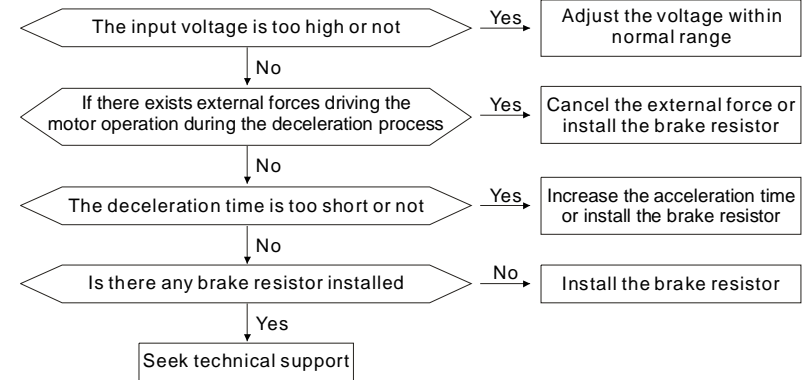 The input voltage is too high or not
Yes
Adjust the voltage within
normal range
No
If there exists external forces driving the
motor operation during the deceleration process
Yes
Cancel the external force or
install the brake resistor
No
The deceleration time is too short or not
Yes
Increase the acceleration time
or install the brake resistor
No
Is there any brake resistor installed
No
Install the brake resistor
Yes
Seek technical support